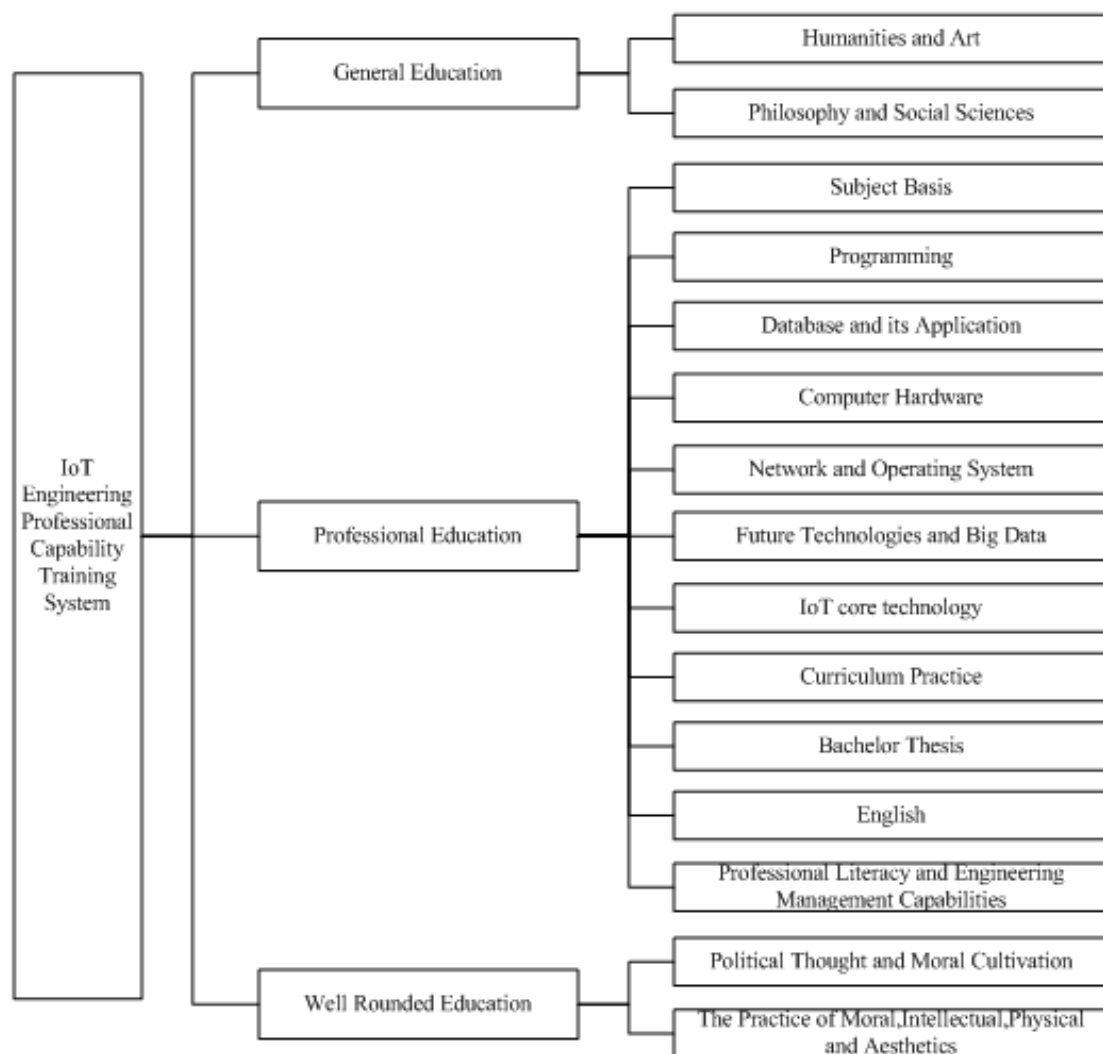 IoT
Engineering
Professional
Capability
Training
System
General Education
Humanities and Art
Philosophy and Social Sciences
Professional Education
Subject Basis
Programming
Database and its Application
Computer Hardware
Network and Operating System
Future Technologies and Big Data
IoT core technology
Curriculum Practice
Bachelor Thesis
English
Professional Literacy and Engineering
Management Capabilities
Well Rounded Education
Political Thought and Moral Cultivation
The Practice of Moral,Intellectual,Physical
and Aesthetics